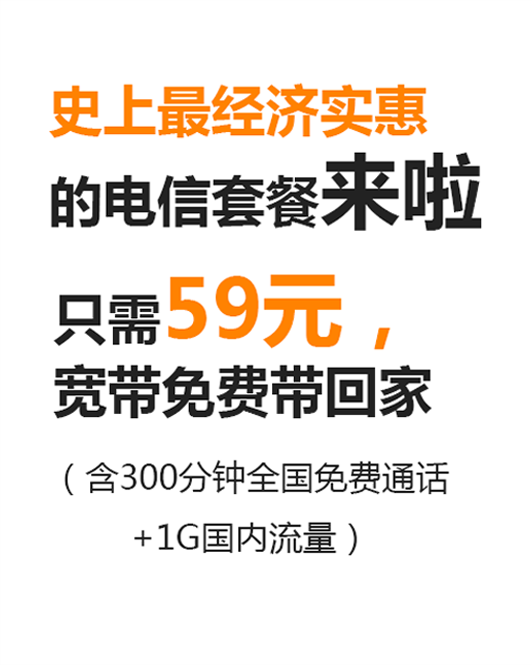 史上最经济实惠
的电信套餐来啦
只需59元，
宽带免费带回家
（含300分钟全国免费通话
+1G国内流量）